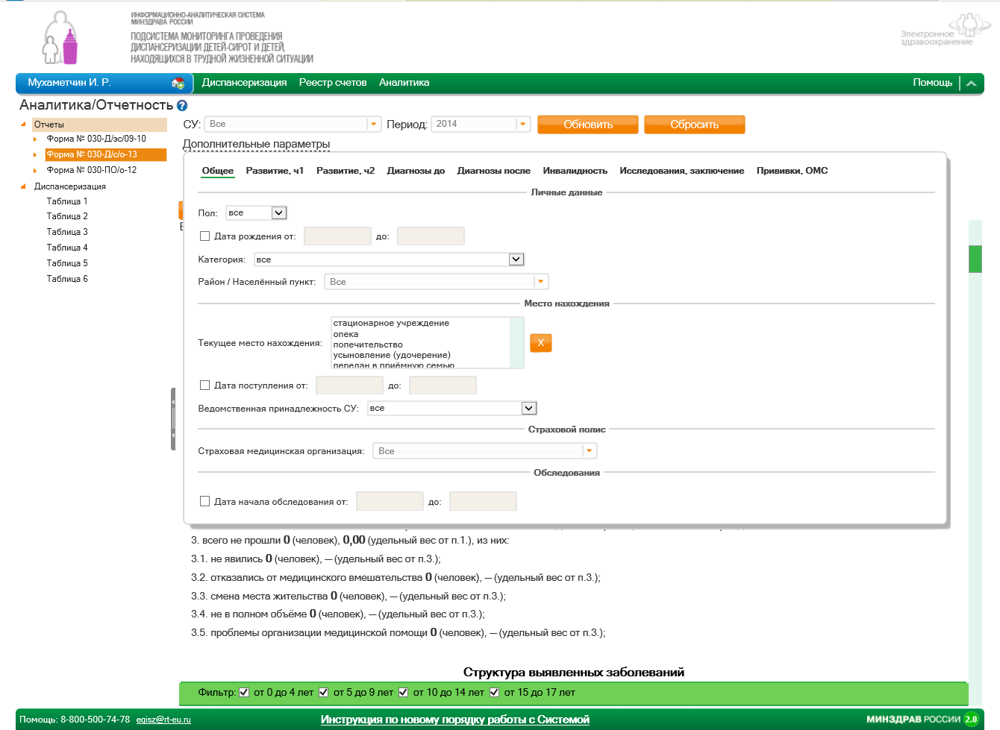 ИНФОРМАЦИОННО-АНАЛИТИЧЕСКАЯ СИСТЕМА
МИНЗДРАВА РОССИИ
ПОДСИСТЕМА МОНИТОРИНГА ПРОВЕДЕНИЯ
ДИСПАНСЕРИЗАЦИИ ДЕТЕЙ-СИРОТ И ДЕТЕЙ,
НАХОДЯЩИХСЯ В ТРУДНОЙ ЖИЗНЕННОЙ СИТУАЦИИ
Электронное
здравоохранение
Мухаметчин И. Р. Диспансеризация Реестр счетов Аналитика Помощь
Аналитика/Отчетность ?
Отчеты
Форма № 030-Д/эс/09-10
Форма № 030-Д/с/о-13
Форма № 030-ПО/о-12
Диспансеризация
Таблица 1
Таблица 2
Таблица 3
Таблица 4
Таблица 5
Таблица 6
СУ: Все Период: 2014 Обновить Сбросить
Дополнительные параметры
Общее Развитие, ч1 Развитие, ч2 Диагнозы до Диагнозы после Инвалидность Исследования, заключение Прививки, ОМС
Личные данные
Пол: все
Дата рождения от: до:
Категория: все
Район / Населённый пункт: Все
Место нахождения
стационарное учреждение
опека
Текущее место нахождения: попечительство X
усыновление (удочерение)
передан в приёмную семью
Дата поступления от: до:
Ведомственная принадлежность СУ: все
Страховой полис
Страховая медицинская организация: Все
Обследования
Дата начала обследования от: до:
3. всего не прошли 0 (человек), 0,00 (удельный вес от п.1.), из них:
3.1. не явились 0 (человек), — (удельный вес от п.3.);
3.2. отказались от медицинского вмешательства 0 (человек), — (удельный вес от п.3.);
3.3. смена места жительства 0 (человек), — (удельный вес от п.3.);
3.4. не в полном объёме 0 (человек), — (удельный вес от п.3.);
3.5. проблемы организации медицинской помощи 0 (человек), — (удельный вес от п.3.);
Структура выявленных заболеваний
Фильтр: от 0 до 4 лет от 5 до 9 лет от 10 до 14 лет от 15 до 17 лет
Помощь: 8-800-500-74-78 egisz@rt-eu.ru Инструкция по новому порядку работы с Системой МИНЗДРАВ РОССИИ 2.0